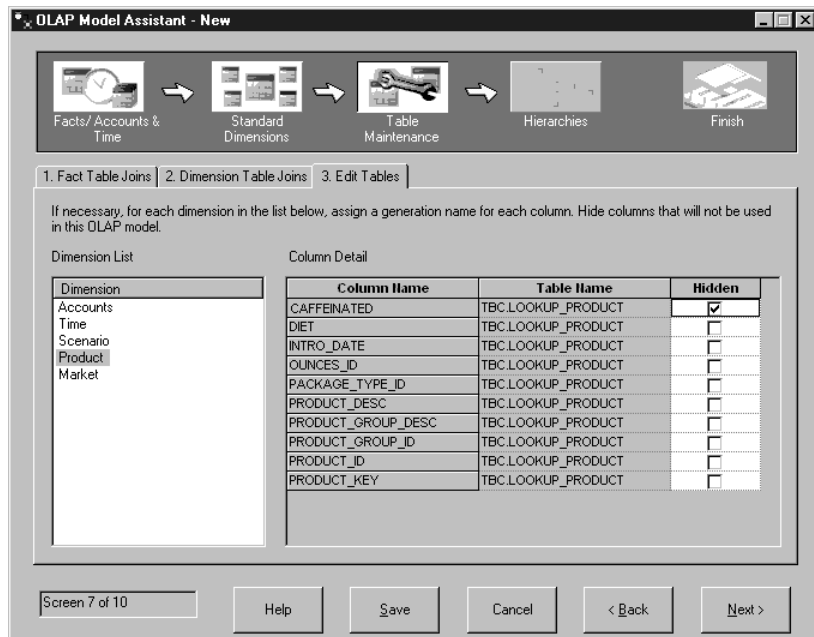 OLAP Model Assistant - New
Facts/Accounts & Time
Standard Dimensions
Table Maintenance
Hierarchies
Finish
1. Fact Table Joins
2. Dimension Table Joins
3. Edit Tables
If necessary, for each dimension in the list below, assign a generation name for each column. Hide columns that will not be used
in this OLAP model.
Dimension List
Column Detail
Dimension
Accounts
Time
Scenario
Product
Market
Column Name Table Name Hidden
CAFFEINATED TBC.LOOKUP_PRODUCT
DIET TBC.LOOKUP_PRODUCT
INTRO_DATE TBC.LOOKUP_PRODUCT
OUNCES_ID TBC.LOOKUP_PRODUCT
PACKAGE_TYPE_ID TBC.LOOKUP_PRODUCT
PRODUCT_DESC TBC.LOOKUP_PRODUCT
PRODUCT_GROUP_DESC TBC.LOOKUP_PRODUCT
PRODUCT_GROUP_ID TBC.LOOKUP_PRODUCT
PRODUCT_ID TBC.LOOKUP_PRODUCT
PRODUCT_KEY TBC.LOOKUP_PRODUCT
Screen 7 of 10
Help
Save
Cancel
< Back
Next >